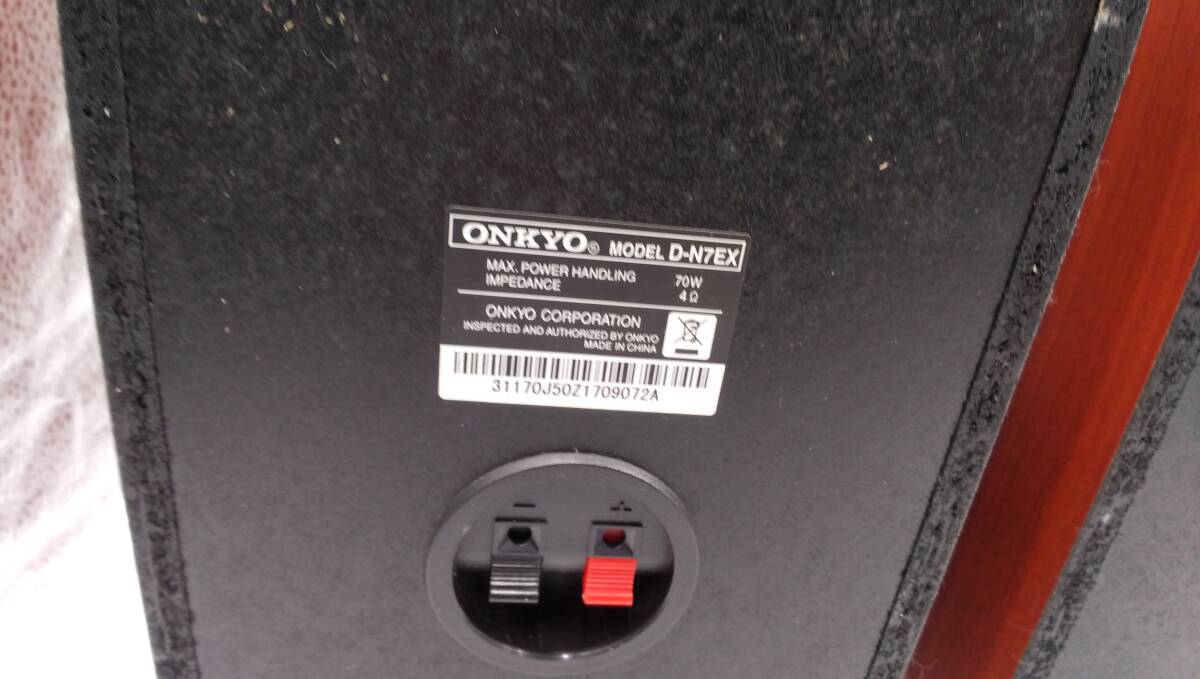 ONKYO® MODEL D-N7EX
MAX. POWER HANDLING 70W
IMPEDANCE 4Ω
ONKYO CORPORATION
INSPECTED AND AUTHORIZED BY ONKYO
MADE IN CHINA
31170J50Z1709072A
− +